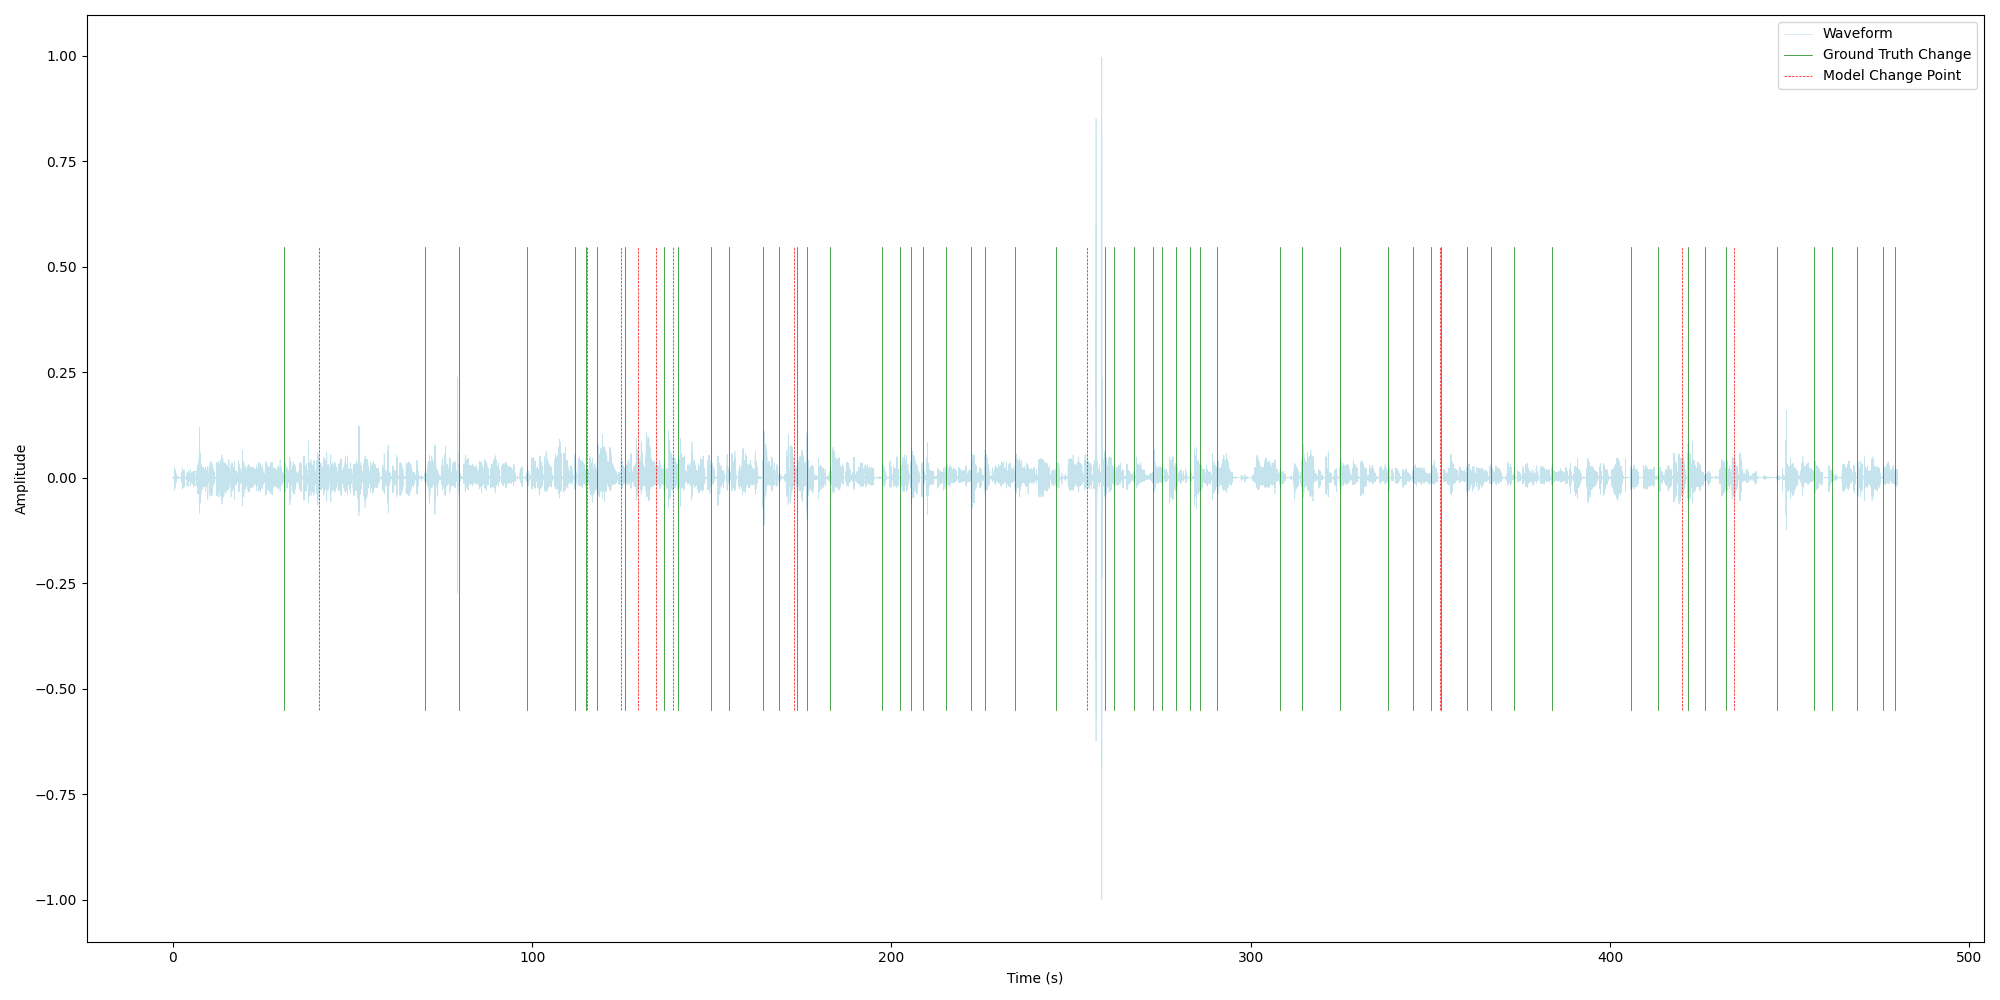 Waveform
Ground Truth Change
Model Change Point
1.00
0.75
0.50
0.25
0.00
−0.25
−0.50
−0.75
−1.00
Amplitude
0 100 200 300 400 500
Time (s)